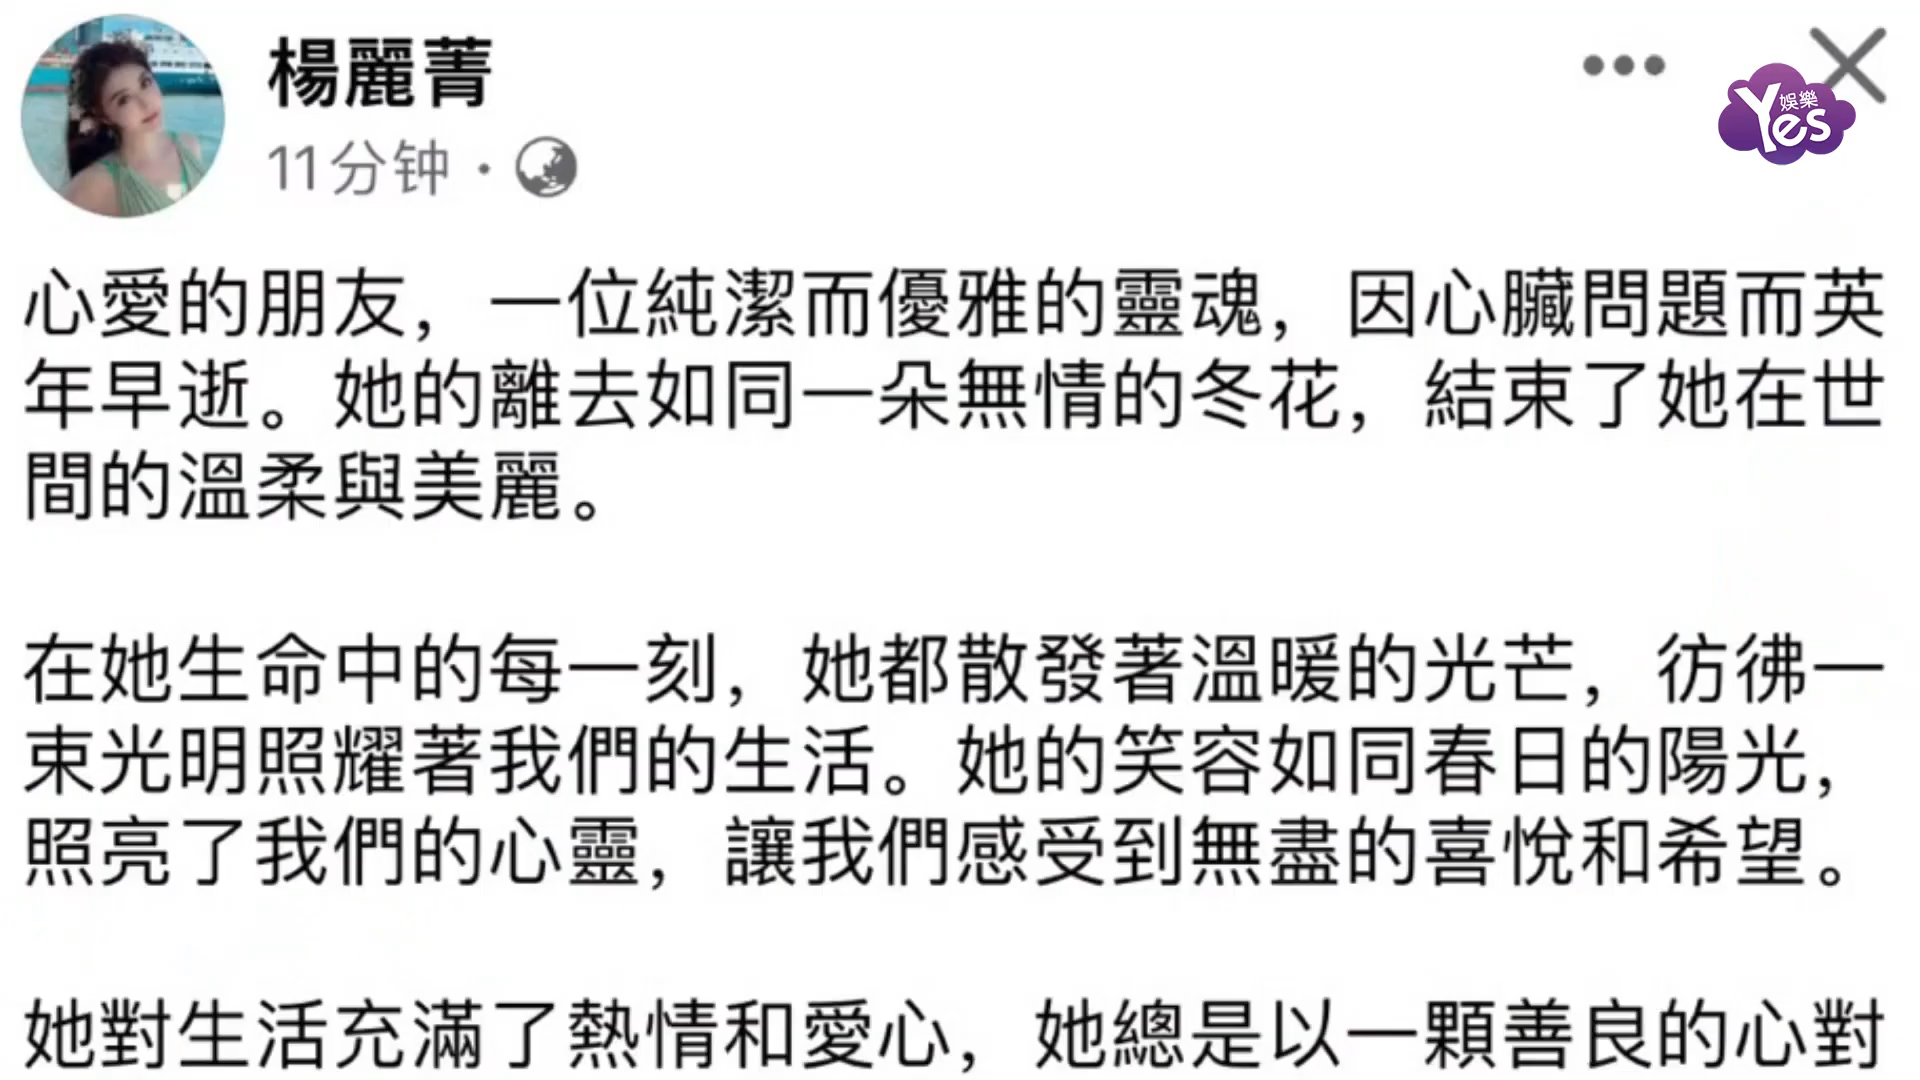 楊麗菁
11分钟
Yes娛樂
心愛的朋友，一位純潔而優雅的靈魂，因心臟問題而英
年早逝。她的離去如同一朵無情的冬花，結束了她在世
間的溫柔與美麗。
在她生命中的每一刻，她都散發著溫暖的光芒，彷彿一
束光明照耀著我們的生活。她的笑容如同春日的陽光，
照亮了我們的心靈，讓我們感受到無盡的喜悅和希望。
她對生活充滿了熱情和愛心，她總是以一顆善良的心對